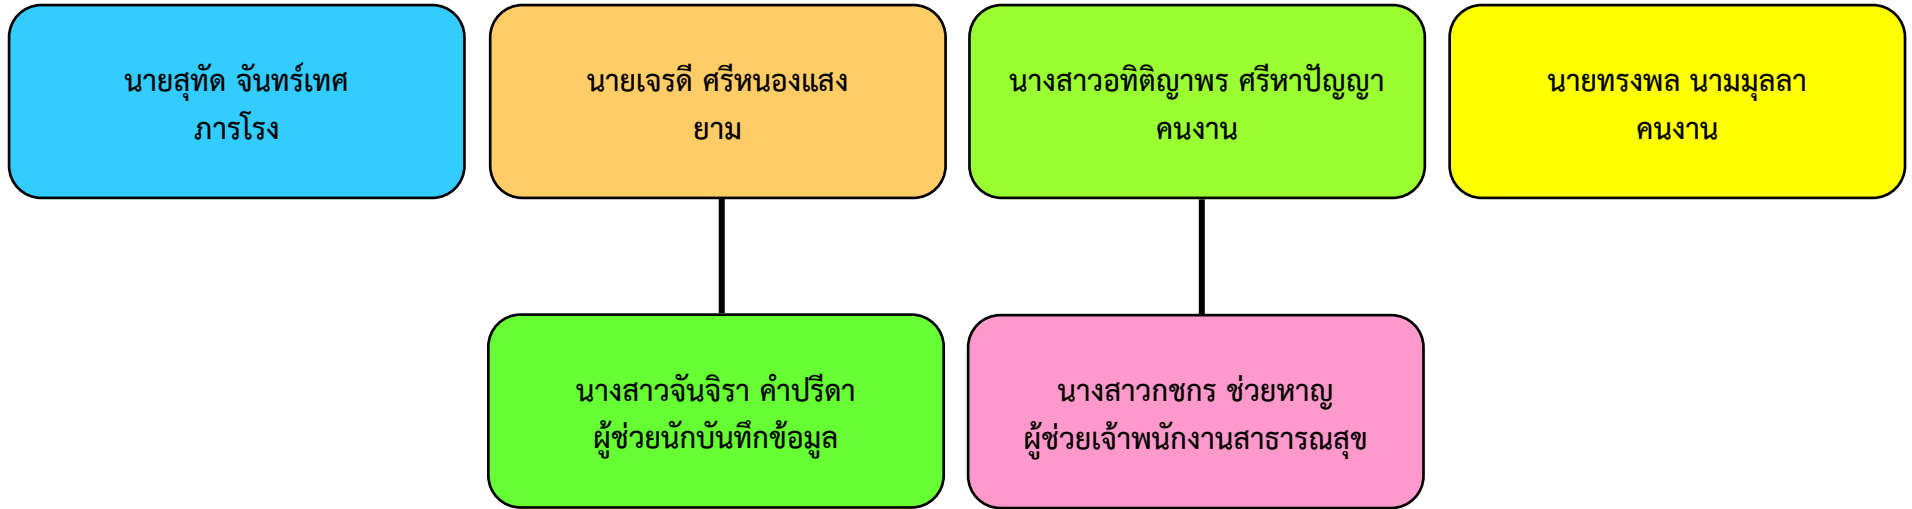 นายสุทัด จันทร์เทศ
ภารโรง
นายเจรดี ศรีหนองแสง
ยาม
นางสาวอทิติญาพร ศรีหาปัญญา
คนงาน
นายทรงพล นามมุลลา
คนงาน
นางสาวจันจิรา คำปรีดา
ผู้ช่วยนักบันทึกข้อมูล
นางสาวกชกร ช่วยหาญ
ผู้ช่วยเจ้าพนักงานสาธารณสุข